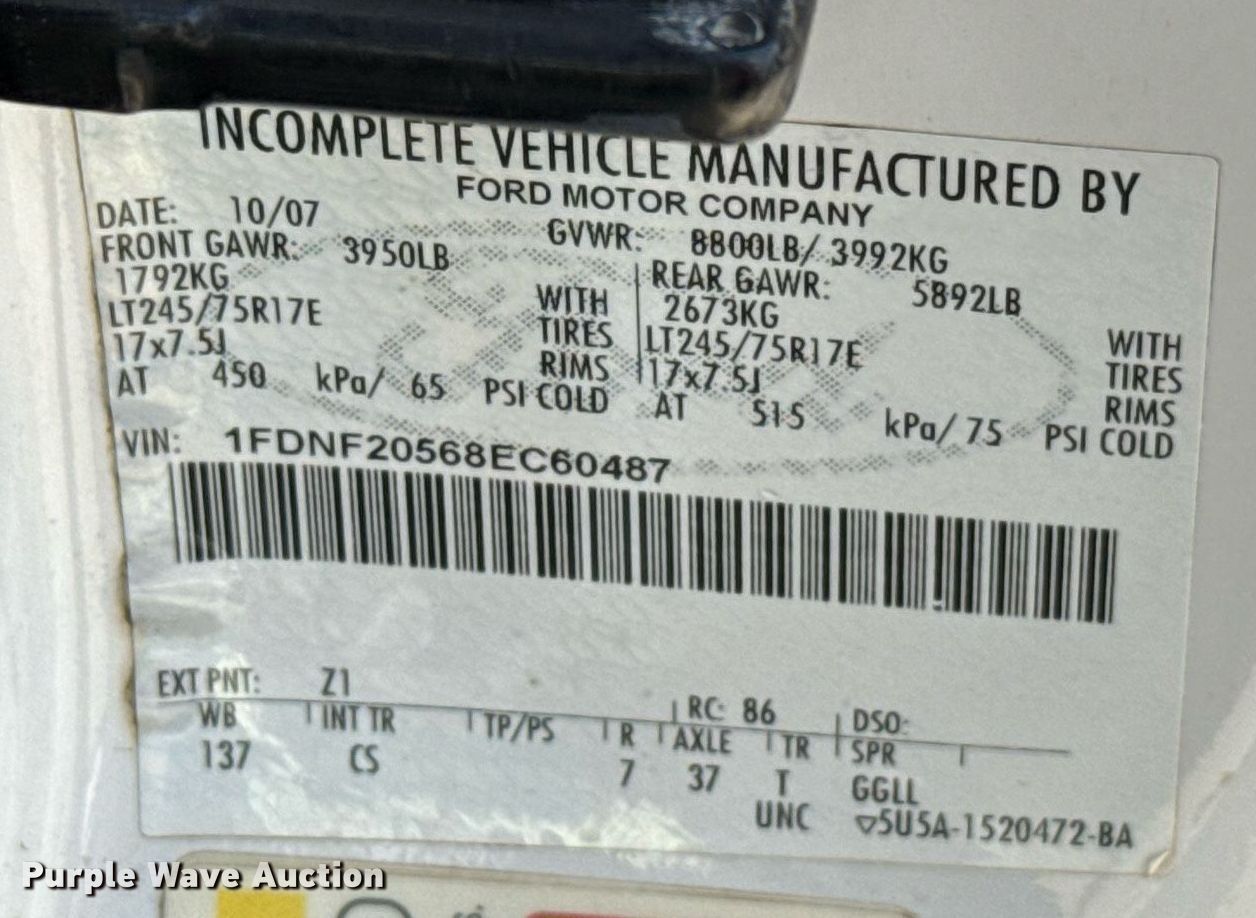 INCOMPLETE VEHICLE MANUFACTURED BY
FORD MOTOR COMPANY
DATE: 10/07 GVWR: 8800LB/ 3992KG
FRONT GAWR: 3950LB REAR GAWR: 5892LB
1792KG WITH 2673KG WITH
LT245/75R17E TIRES LT245/75R17E TIRES
17x7.5J RIMS 17x7.5J RIMS
AT 450 kPa/ 65 PSI COLD AT 515 kPa/ 75 PSI COLD
VIN: 1FDNF20568EC60487
EXT PNT: Z1 RC: 86 DSO:
WB INT TR TP/PS R AXLE TR SPR
137 CS 7 37 T GGLL
UNC ▽5U5A-1520472-BA
Purple Wave Auction